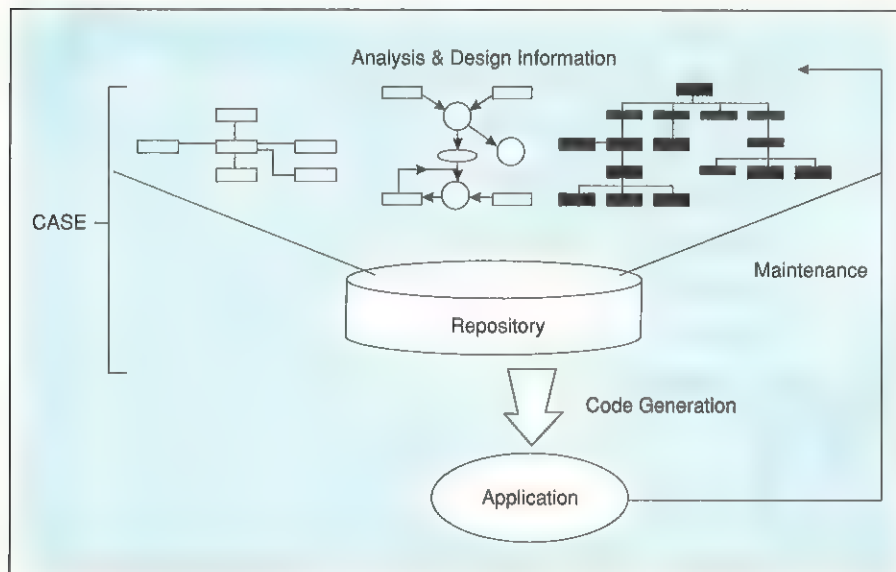 Analysis & Design Information
CASE
Maintenance
Repository
Code Generation
Application